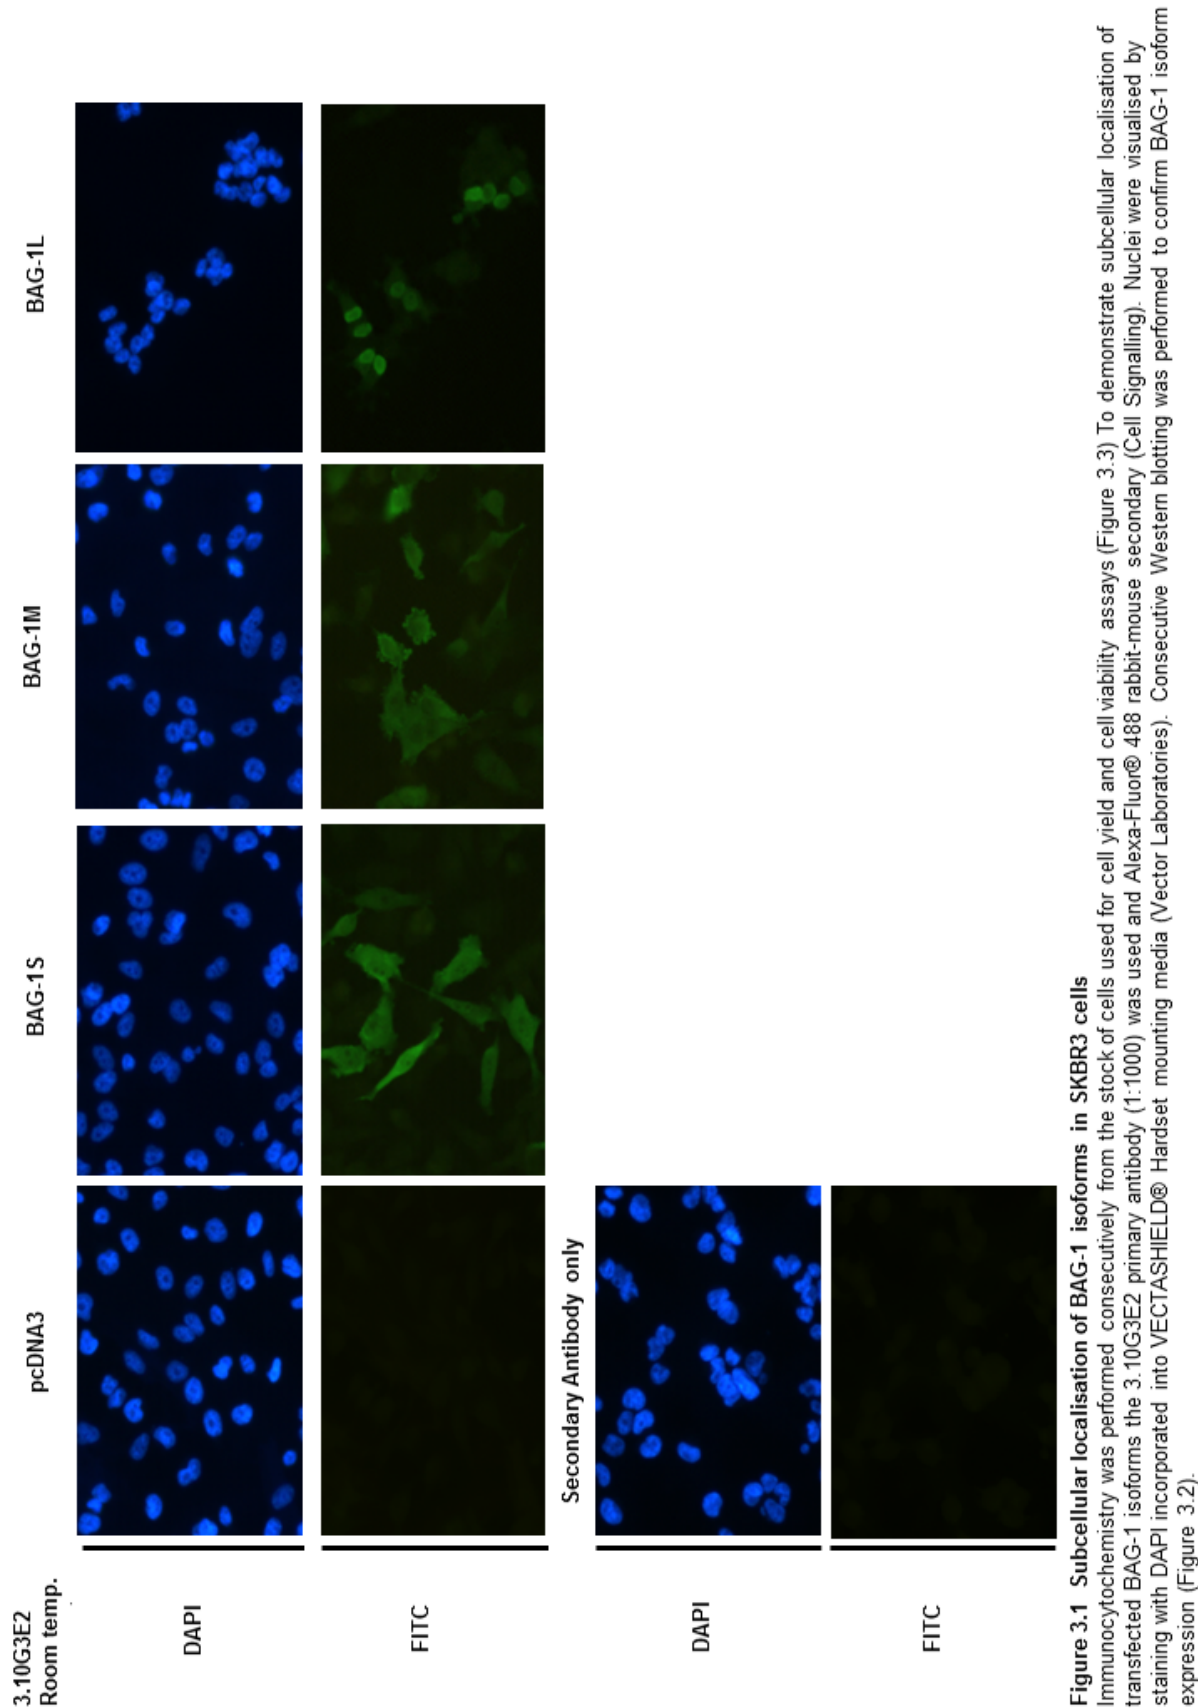 3.10G3E2
Room temp.
pcDNA3
BAG-1S
BAG-1M
BAG-1L
DAPI
FITC
Secondary Antibody only
DAPI
FITC
Figure 3.1 Subcellular localisation of BAG-1 isoforms in SKBR3 cells
Immunocytochemistry was performed consecutively from the stock of cells used for cell yield and cell viability assays (Figure 3.3) To demonstrate subcellular localisation of
transfected BAG-1 isoforms the 3.10G3E2 primary antibody (1:1000) was used and Alexa-Fluor® 488 rabbit-mouse secondary (Cell Signalling). Nuclei were visualised by
staining with DAPI incorporated into VECTASHIELD® Hardset mounting media (Vector Laboratories). Consecutive Western blotting was performed to confirm BAG-1 isoform
expression (Figure 3.2).